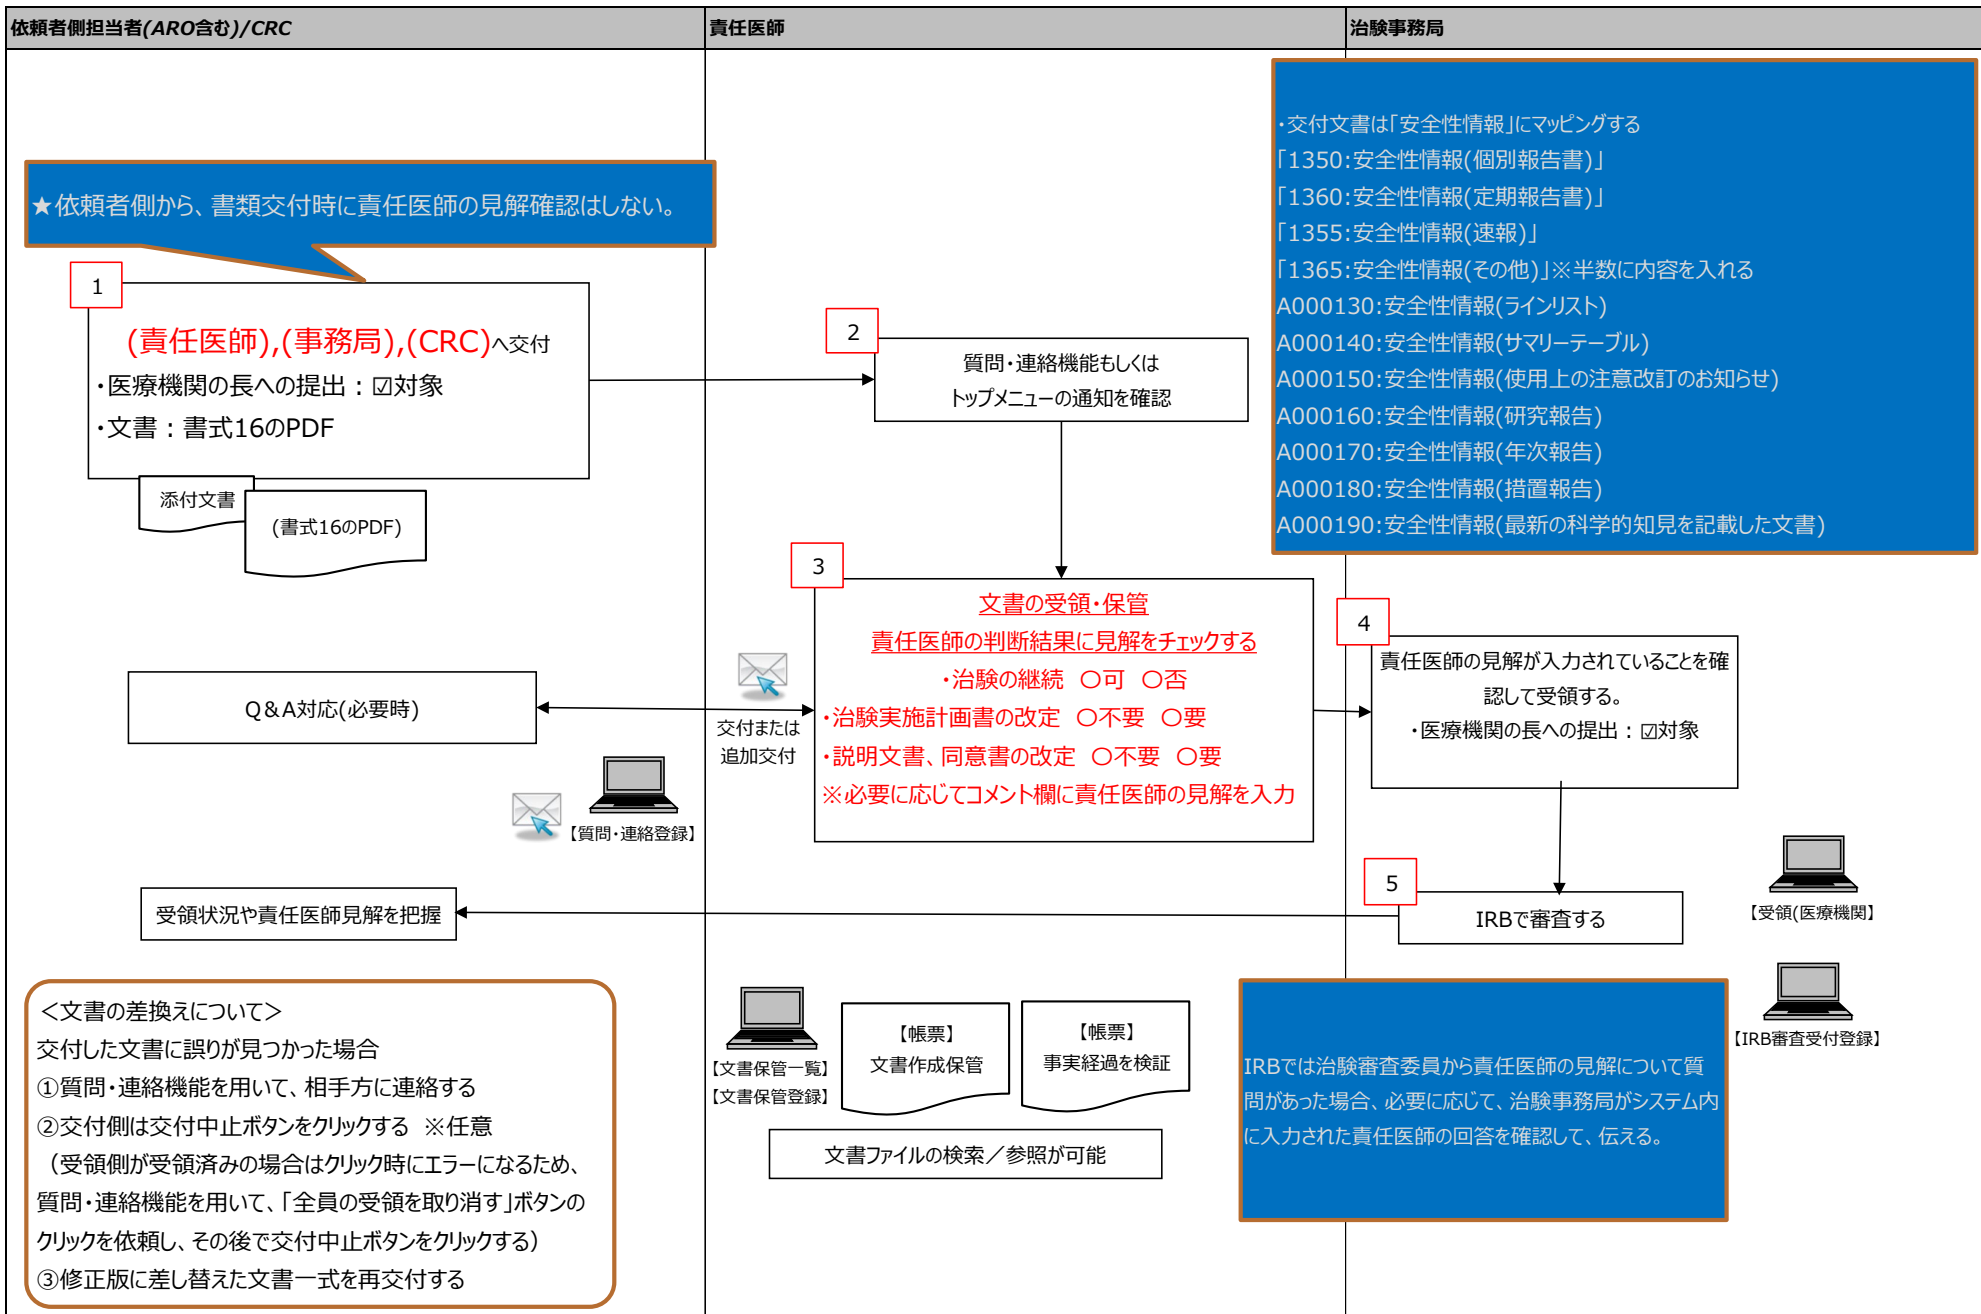 依頼者側担当者(ARO含む)/CRC
責任医師
治験事務局
★依頼者側から、書類交付時に責任医師の見解確認はしない。
1
(責任医師),(事務局),(CRC)へ交付
・医療機関の長への提出：☑対象
・文書：書式16のPDF
添付文書
(書式16のPDF)
2
質問・連絡機能もしくは
トップメニューの通知を確認
・交付文書は「安全性情報」にマッピングする
「1350:安全性情報(個別報告書)」
「1360:安全性情報(定期報告書)」
「1355:安全性情報(速報)」
「1365:安全性情報(その他)」※半数に内容を入れる
A000130:安全性情報(ラインリスト)
A000140:安全性情報(サマリーテーブル)
A000150:安全性情報(使用上の注意改訂のお知らせ)
A000160:安全性情報(研究報告)
A000170:安全性情報(年次報告)
A000180:安全性情報(措置報告)
A000190:安全性情報(最新の科学的知見を記載した文書)
3
文書の受領・保管
責任医師の判断結果に見解をチェックする
・治験の継続 〇可 〇否
・治験実施計画書の改定 〇不要 〇要
・説明文書、同意書の改定 〇不要 〇要
※必要に応じてコメント欄に責任医師の見解を入力
4
責任医師の見解が入力されていることを確
認して受領する。
・医療機関の長への提出：☑対象
Q＆A対応(必要時)
交付または
追加交付
【質問・連絡登録】
受領状況や責任医師見解を把握
5
IRBで審査する
【受領(医療機関】
【IRB審査受付登録】
＜文書の差換えについて＞
交付した文書に誤りが見つかった場合
①質問・連絡機能を用いて、相手方に連絡する
②交付側は交付中止ボタンをクリックする ※任意
（受領側が受領済みの場合はクリック時にエラーになるため、
質問・連絡機能を用いて、「全員の受領を取り消す」ボタンの
クリックを依頼し、その後で交付中止ボタンをクリックする）
③修正版に差し替えた文書一式を再交付する
【文書保管一覧】
【文書保管登録】
【帳票】
文書作成保管
【帳票】
事実経過を検証
文書ファイルの検索／参照が可能
IRBでは治験審査委員から責任医師の見解について質
問があった場合、必要に応じて、治験事務局がシステム内
に入力された責任医師の回答を確認して、伝える。